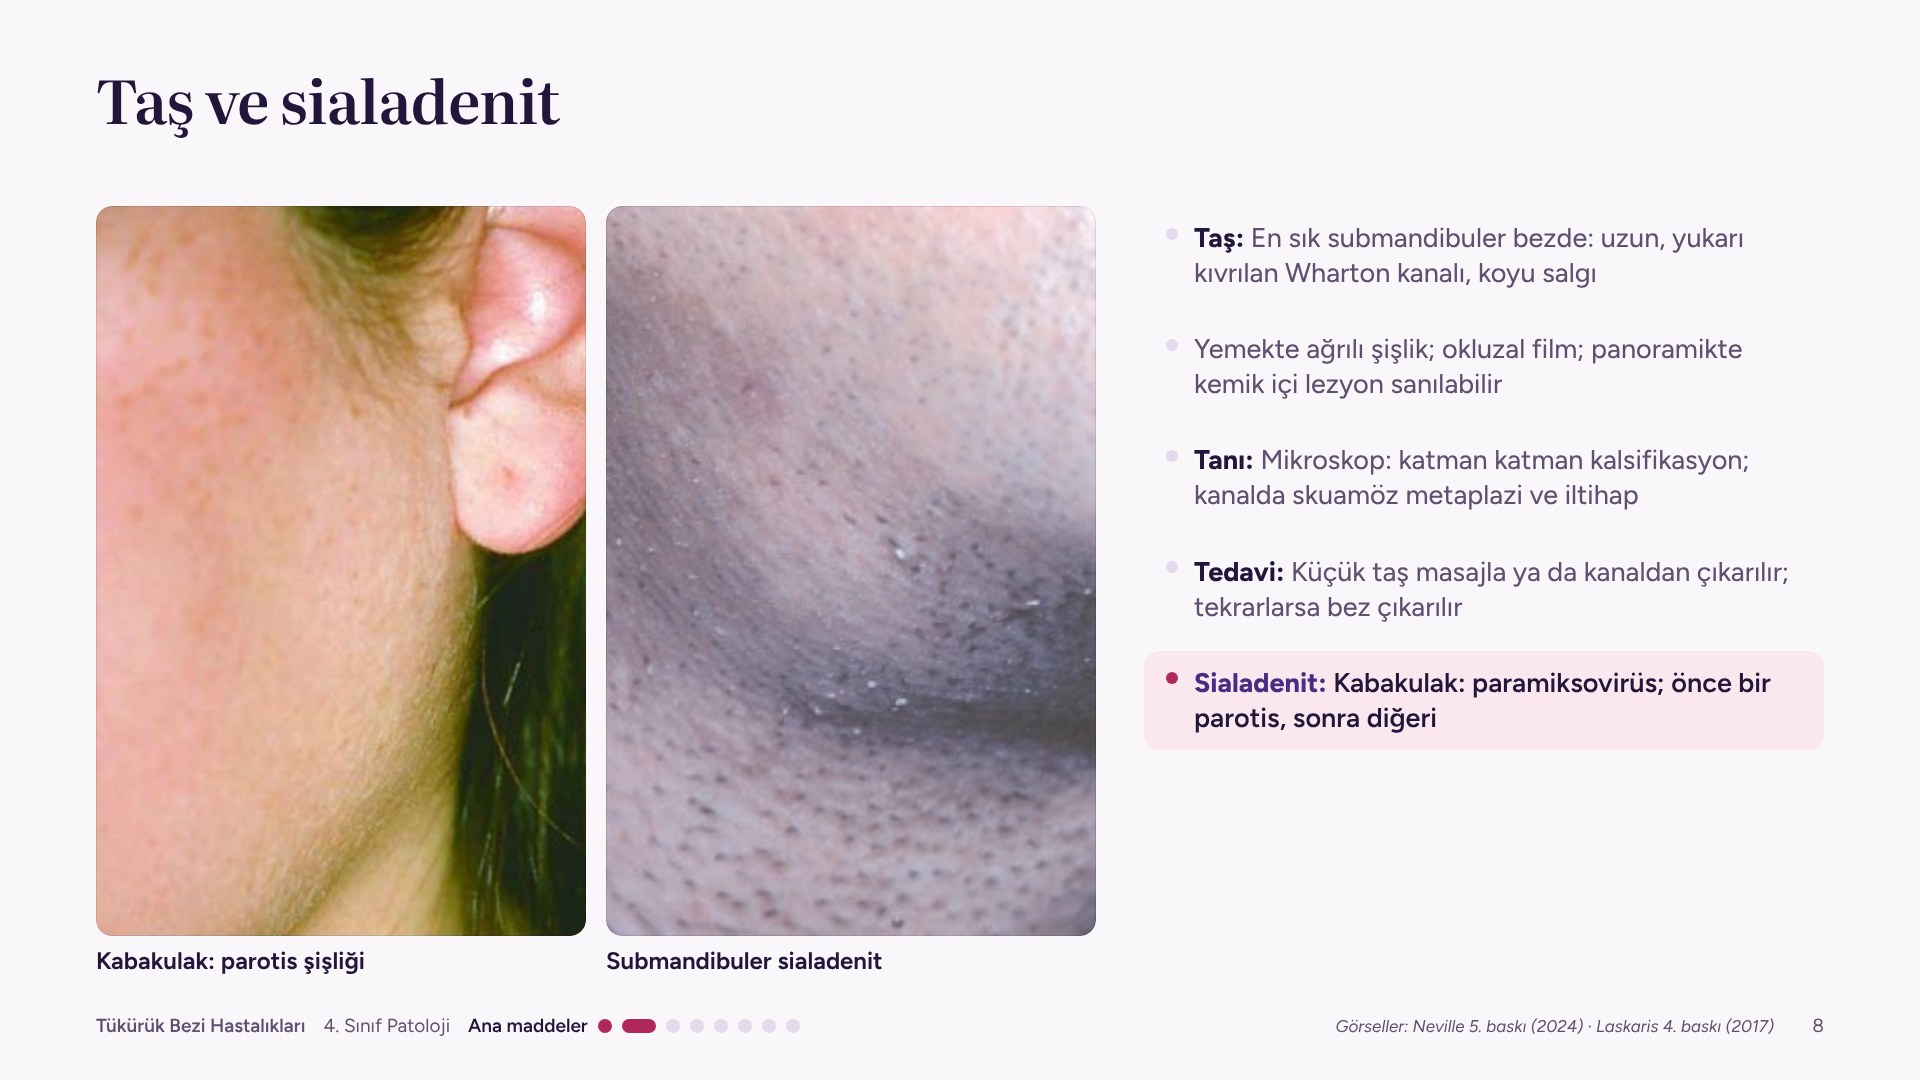 Taş ve sialadenit
Taş: En sık submandibuler bezde: uzun, yukarı
kıvrılan Wharton kanalı, koyu salgı
Yemekte ağrılı şişlik; okluzal film; panoramikte
kemik içi lezyon sanılabilir
Tanı: Mikroskop: katman katman kalsifikasyon;
kanalda skuamöz metaplazi ve iltihap
Tedavi: Küçük taş masajla ya da kanaldan çıkarılır;
tekrarlarsa bez çıkarılır
Sialadenit: Kabakulak: paramiksovirüs; önce bir
parotis, sonra diğeri
Kabakulak: parotis şişliği
Submandibuler sialadenit
Tükürük Bezi Hastalıkları 4. Sınıf Patoloji Ana maddeler
Görseller: Neville 5. baskı (2024) · Laskaris 4. baskı (2017) 8